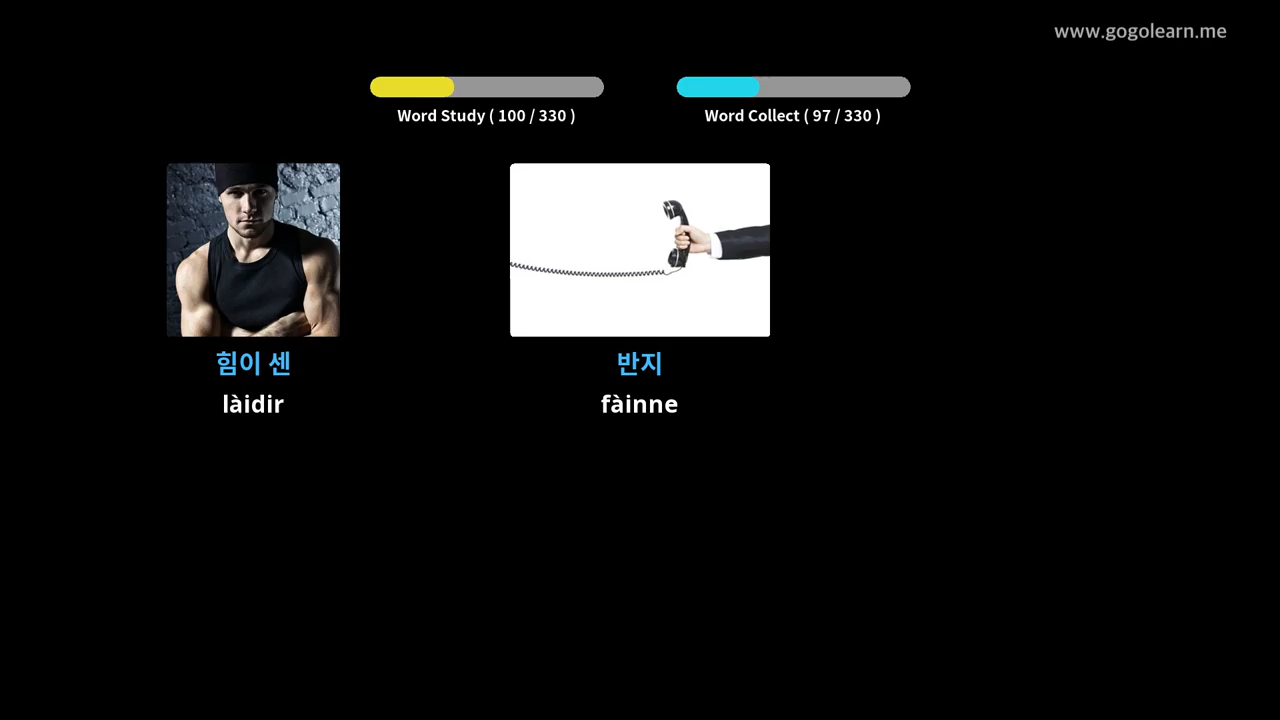 www.gogolearn.me
Word Study ( 100 / 330 )
Word Collect ( 97 / 330 )
힘이 센
làidir
반지
fàinne